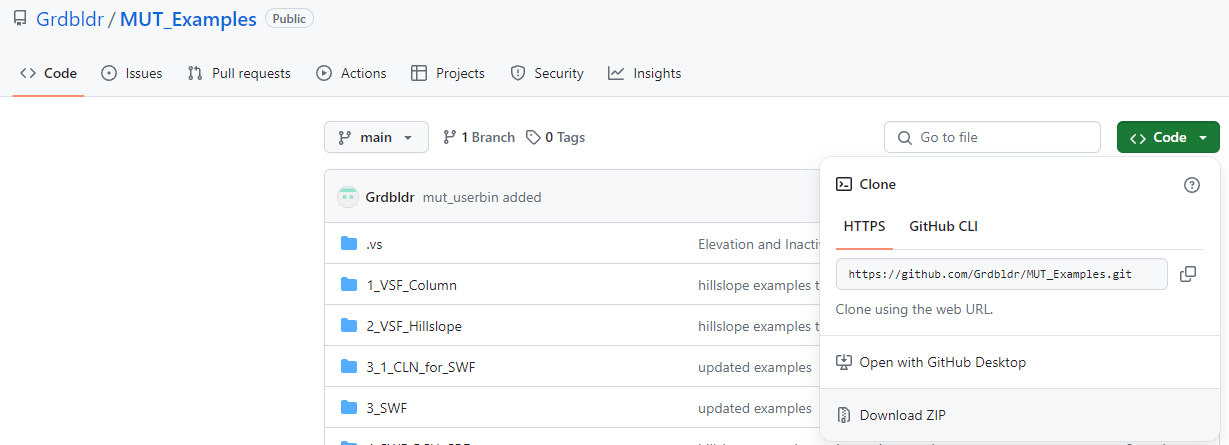 Grdbldr / MUT_Examples Public
Code Issues Pull requests Actions Projects Security Insights
main 1 Branch 0 Tags Go to file Code
Grdbldr mut_userbin added
.vs Elevation and Inacti
1_VSF_Column hillslope examples t
2_VSF_Hillslope hillslope examples t
3_1_CLN_for_SWF updated examples
3_SWF updated examples
Clone
HTTPS GitHub CLI
https://github.com/Grdbldr/MUT_Examples.git
Clone using the web URL.
Open with GitHub Desktop
Download ZIP